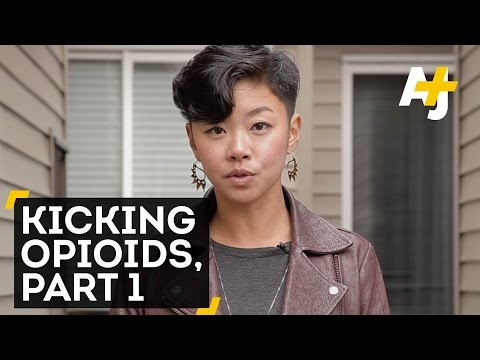 AJ+
KICKING
OPIOIDS,
PART 1